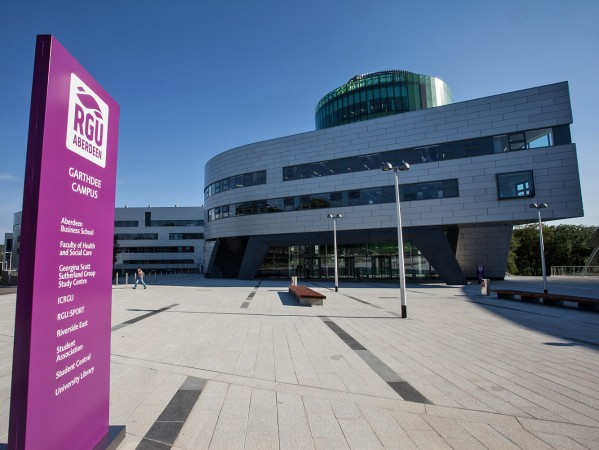 RGU
ABERDEEN
GARTHDEE
CAMPUS
Aberdeen
Business School
Faculty of Health
and Social Care
Georgina Scott
Sutherland Group
Study Centre
ICRGU
RGU:SPORT
Riverside East
Student
Association
Student Central
University Library